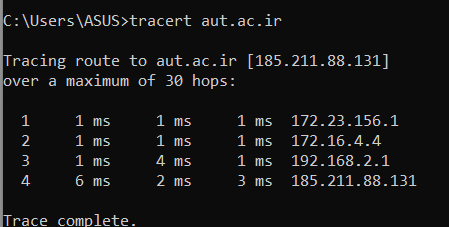 C:\Users\ASUS>tracert aut.ac.ir
Tracing route to aut.ac.ir [185.211.88.131]
over a maximum of 30 hops:
1 1 ms 1 ms 1 ms 172.23.156.1
2 1 ms 1 ms 1 ms 172.16.4.4
3 1 ms 4 ms 1 ms 192.168.2.1
4 6 ms 2 ms 3 ms 185.211.88.131
Trace complete.